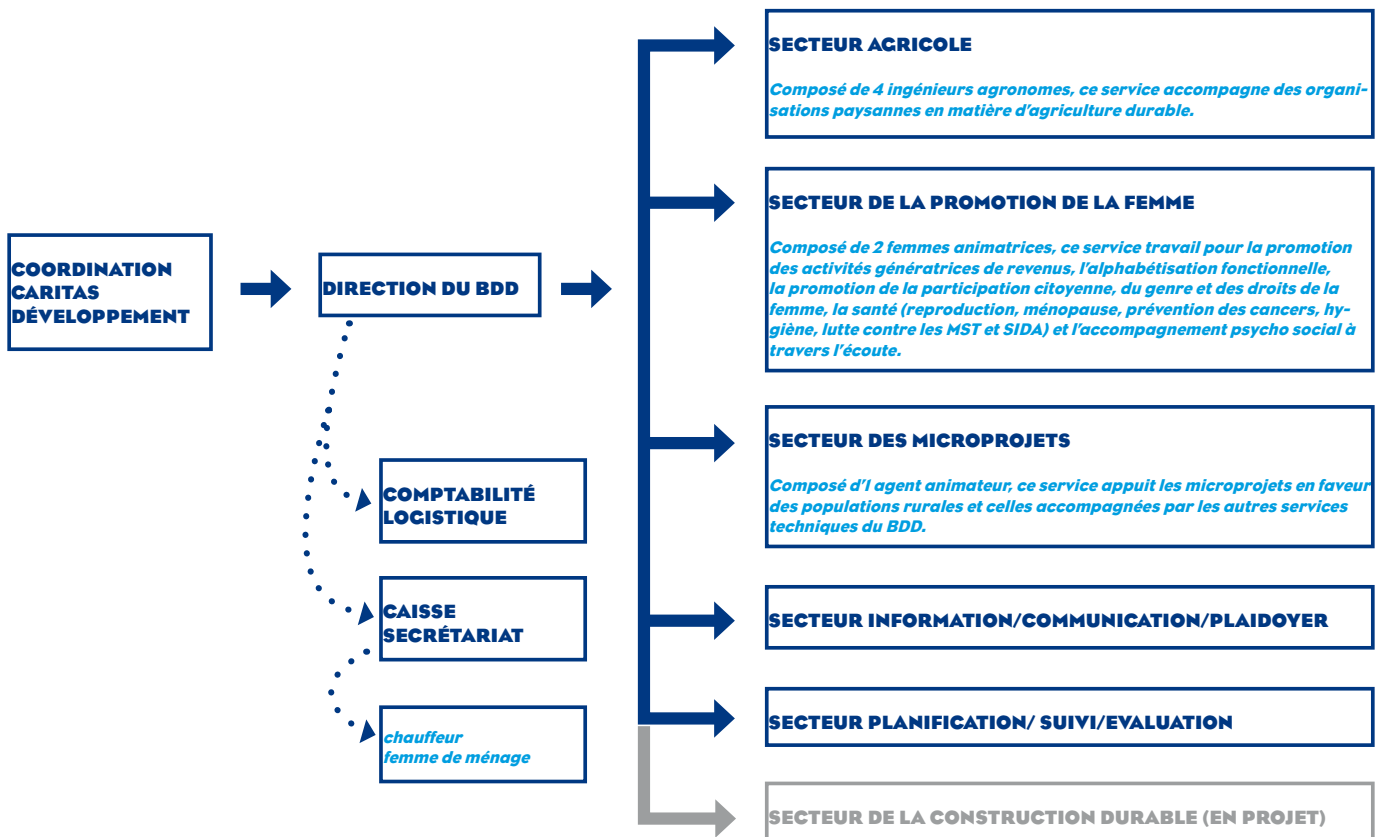 COORDINATION
CARITAS
DÉVELOPPEMENT
DIRECTION DU BDD
COMPTABILITÉ
LOGISTIQUE
CAISSE
SECRÉTARIAT
chauffeur
femme de ménage
SECTEUR AGRICOLE
Composé de 4 ingénieurs agronomes, ce service accompagne des organi-
sations paysannes en matière d'agriculture durable.
SECTEUR DE LA PROMOTION DE LA FEMME
Composé de 2 femmes animatrices, ce service travail pour la promotion
des activités génératrices de revenus, l'alphabétisation fonctionnelle,
la promotion de la participation citoyenne, du genre et des droits de la
femme, la santé (reproduction, ménopause, prévention des cancers, hy-
giène, lutte contre les MST et SIDA) et l'accompagnement psycho social à
travers l'écoute.
SECTEUR DES MICROPROJETS
Composé d'1 agent animateur, ce service appuit les microprojets en faveur
des populations rurales et celles accompagnées par les autres services
techniques du BDD.
SECTEUR INFORMATION/COMMUNICATION/PLAIDOYER
SECTEUR PLANIFICATION/ SUIVI/EVALUATION
SECTEUR DE LA CONSTRUCTION DURABLE (EN PROJET)